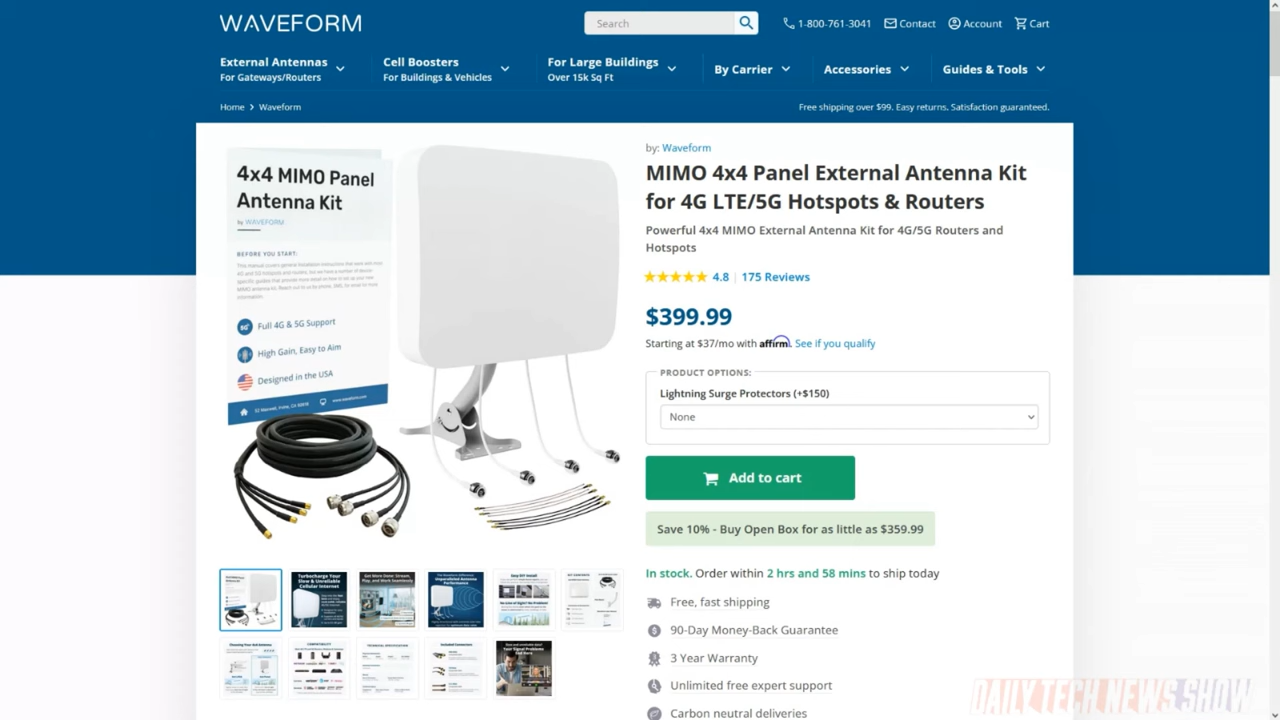 WAVEFORM
Search
1-800-761-3041
Contact
Account
Cart
External Antennas
For Gateways/Routers
Cell Boosters
For Buildings & Vehicles
For Large Buildings
Over 15k Sq Ft
By Carrier
Accessories
Guides & Tools
Home
Waveform
Free shipping over $99. Easy returns. Satisfaction guaranteed.
4x4 MIMO Panel
Antenna Kit
by WAVEFORM
BEFORE YOU START:
Full 4G & 5G Support
High Gain, Easy to Aim
Designed in the USA
by: Waveform
MIMO 4x4 Panel External Antenna Kit
for 4G LTE/5G Hotspots & Routers
Powerful 4x4 MIMO External Antenna Kit for 4G/5G Routers and
Hotspots
4.8
175 Reviews
$399.99
Starting at $37/mo with affirm. See if you qualify
PRODUCT OPTIONS:
Lightning Surge Protectors (+$150)
None
Add to cart
Save 10% - Buy Open Box for as little as $359.99
In stock. Order within 2 hrs and 58 mins to ship today
Free, fast shipping
90-Day Money-Back Guarantee
3 Year Warranty
Unlimited free expert support
Carbon neutral deliveries
DAILY TECH NEWS SHOW